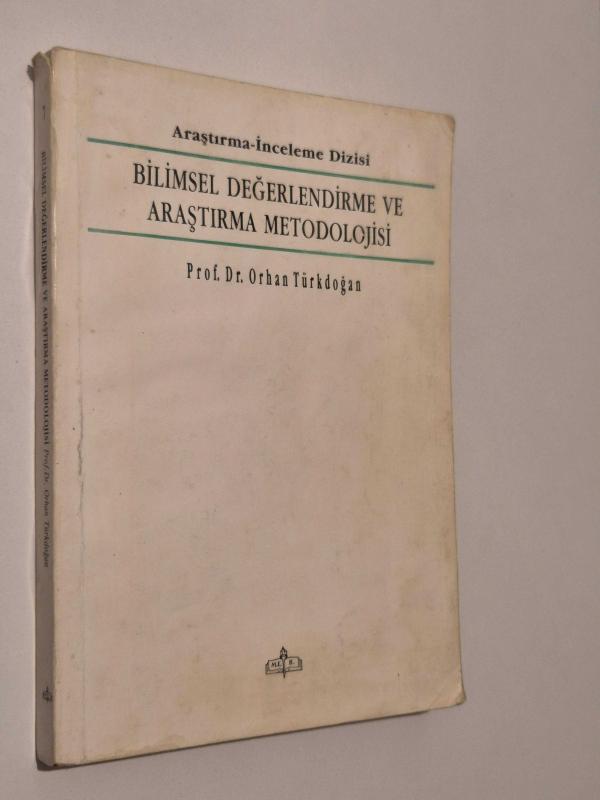 Araştırma-İnceleme Dizisi
BİLİMSEL DEĞERLENDİRME VE
ARAŞTIRMA METODOLOJİSİ
Prof. Dr. Orhan Türkdoğan
M.E. B.
BİLİMSEL DEĞERLENDİRME VE ARAŞTIRMA METODOLOJİSİ Prof. Dr. Orhan Türkdoğan